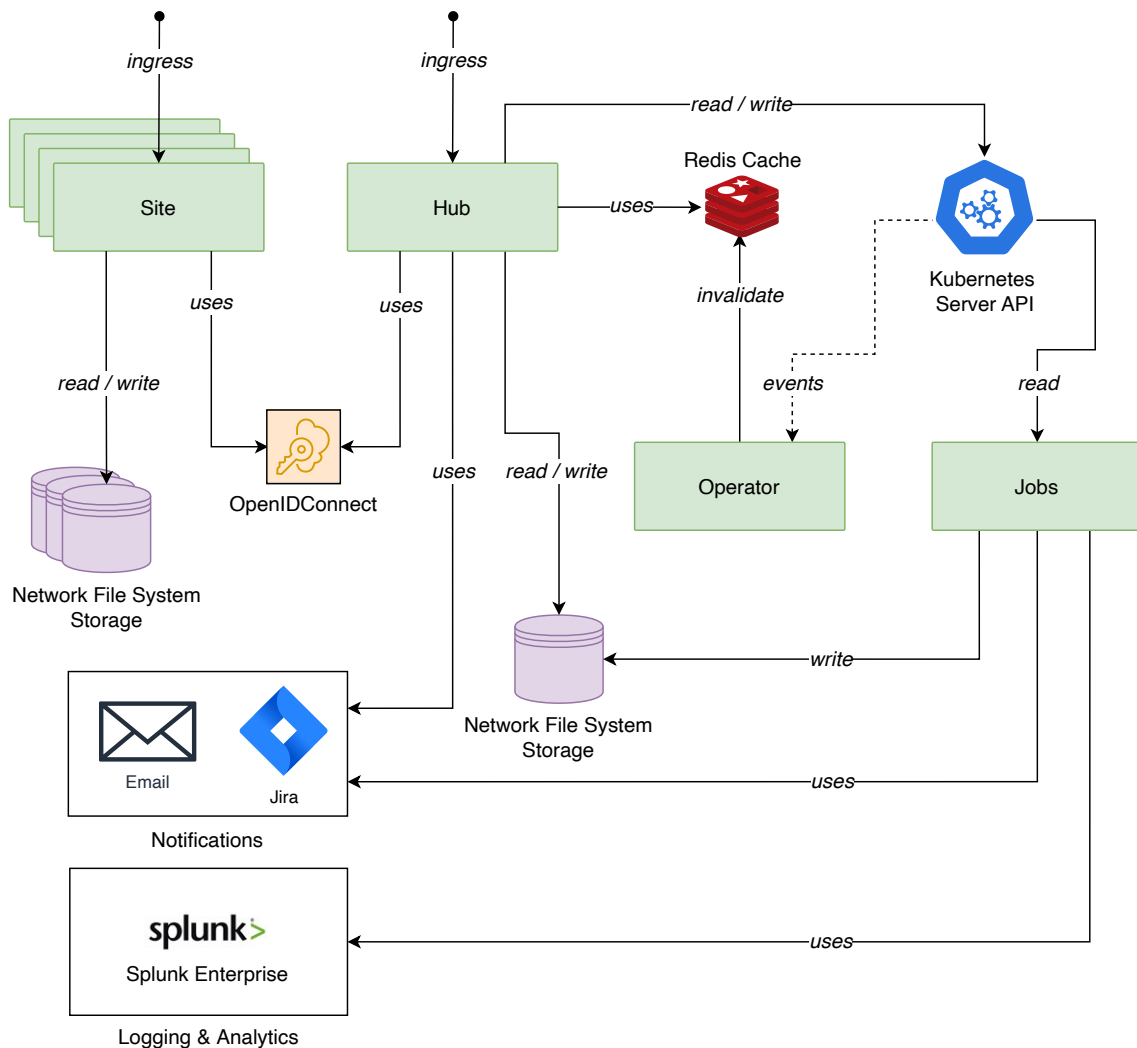 ingress
ingress
read / write
Redis Cache
Site
Hub
uses
Kubernetes
Server API
uses
uses
invalidate
read / write
events
read
uses
read / write
Operator
Jobs
OpenIDConnect
Network File System
Storage
write
Network File System
Storage
Email
Jira
uses
Notifications
splunk>
Splunk Enterprise
uses
Logging & Analytics